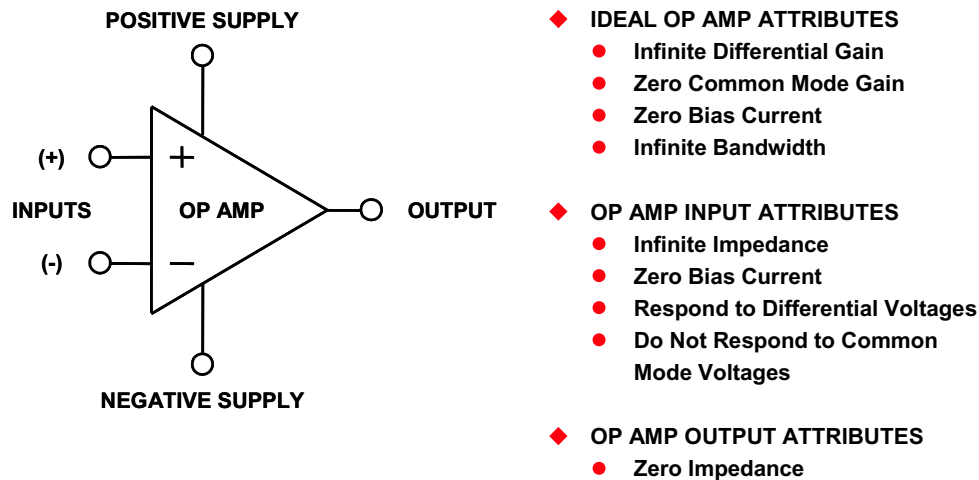 POSITIVE SUPPLY
(+)
+
INPUTS
OP AMP
OUTPUT
(-)
−
NEGATIVE SUPPLY
IDEAL OP AMP ATTRIBUTES
Infinite Differential Gain
Zero Common Mode Gain
Zero Bias Current
Infinite Bandwidth
OP AMP INPUT ATTRIBUTES
Infinite Impedance
Zero Bias Current
Respond to Differential Voltages
Do Not Respond to Common
Mode Voltages
OP AMP OUTPUT ATTRIBUTES
Zero Impedance